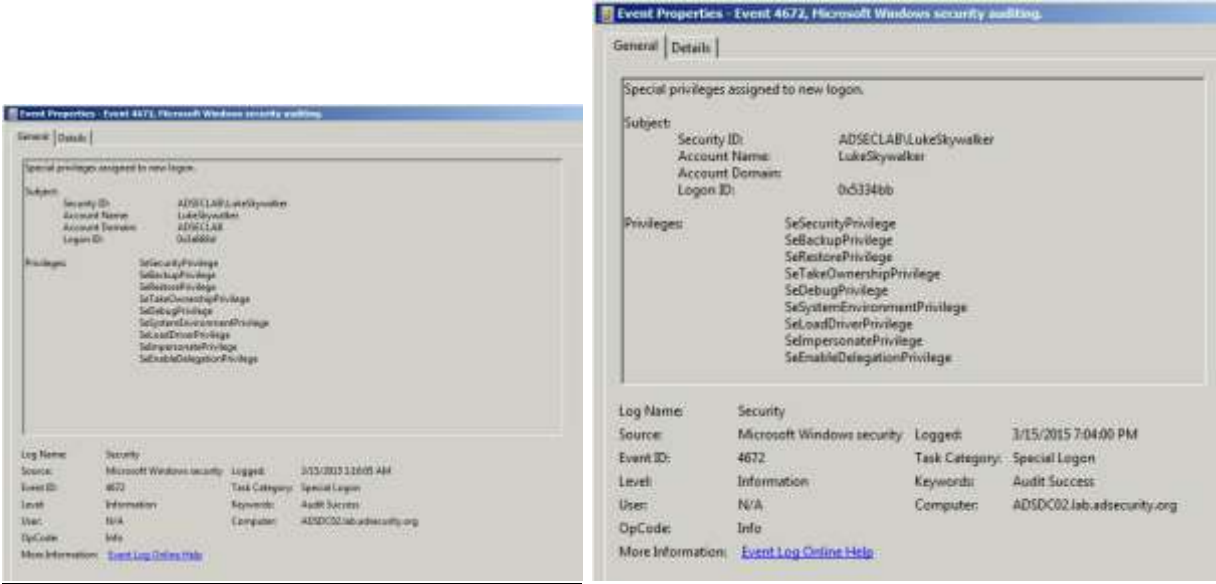 Event Properties - Event 4672, Microsoft Windows security auditing.
General Details
Special privileges assigned to new logon.
Subject:
Security ID: ADSECLAB\LukeSkywalker
Account Name: LukeSkywalker
Account Domain: ADSECLAB
Logon ID:
Privileges: SeSecurityPrivilege
SeBackupPrivilege
SeRestorePrivilege
SeTakeOwnershipPrivilege
SeDebugPrivilege
SeSystemEnvironmentPrivilege
SeLoadDriverPrivilege
SeImpersonatePrivilege
SeEnableDelegationPrivilege
Log Name: Security
Source: Microsoft Windows security Logged: AM
Event ID: 4672 Task Category: Special Logon
Level: Information Keywords: Audit Success
User: N/A Computer: ADSDC02.lab.adsecurity.org
OpCode: Info
More Information: Event Log Online Help
Event Properties - Event 4672, Microsoft Windows security auditing.
General Details
Special privileges assigned to new logon.
Subject:
Security ID: ADSECLAB\LukeSkywalker
Account Name: LukeSkywalker
Account Domain:
Logon ID: 0x5334bb
Privileges: SeSecurityPrivilege
SeBackupPrivilege
SeRestorePrivilege
SeTakeOwnershipPrivilege
SeDebugPrivilege
SeSystemEnvironmentPrivilege
SeLoadDriverPrivilege
SeImpersonatePrivilege
SeEnableDelegationPrivilege
Log Name: Security
Source: Microsoft Windows security Logged: 3/15/2015 7:04:00 PM
Event ID: 4672 Task Category: Special Logon
Level: Information Keywords: Audit Success
User: N/A Computer: ADSDC02.lab.adsecurity.org
OpCode: Info
More Information: Event Log Online Help